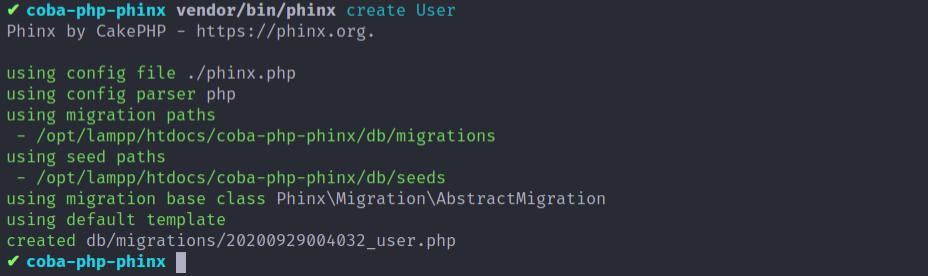 ✔ coba-php-phinx vendor/bin/phinx create User
Phinx by CakePHP - https://phinx.org.
using config file ./phinx.php
using config parser php
using migration paths
 - /opt/lampp/htdocs/coba-php-phinx/db/migrations
using seed paths
 - /opt/lampp/htdocs/coba-php-phinx/db/seeds
using migration base class Phinx\Migration\AbstractMigration
using default template
created db/migrations/20200929004032_user.php
✔ coba-php-phinx